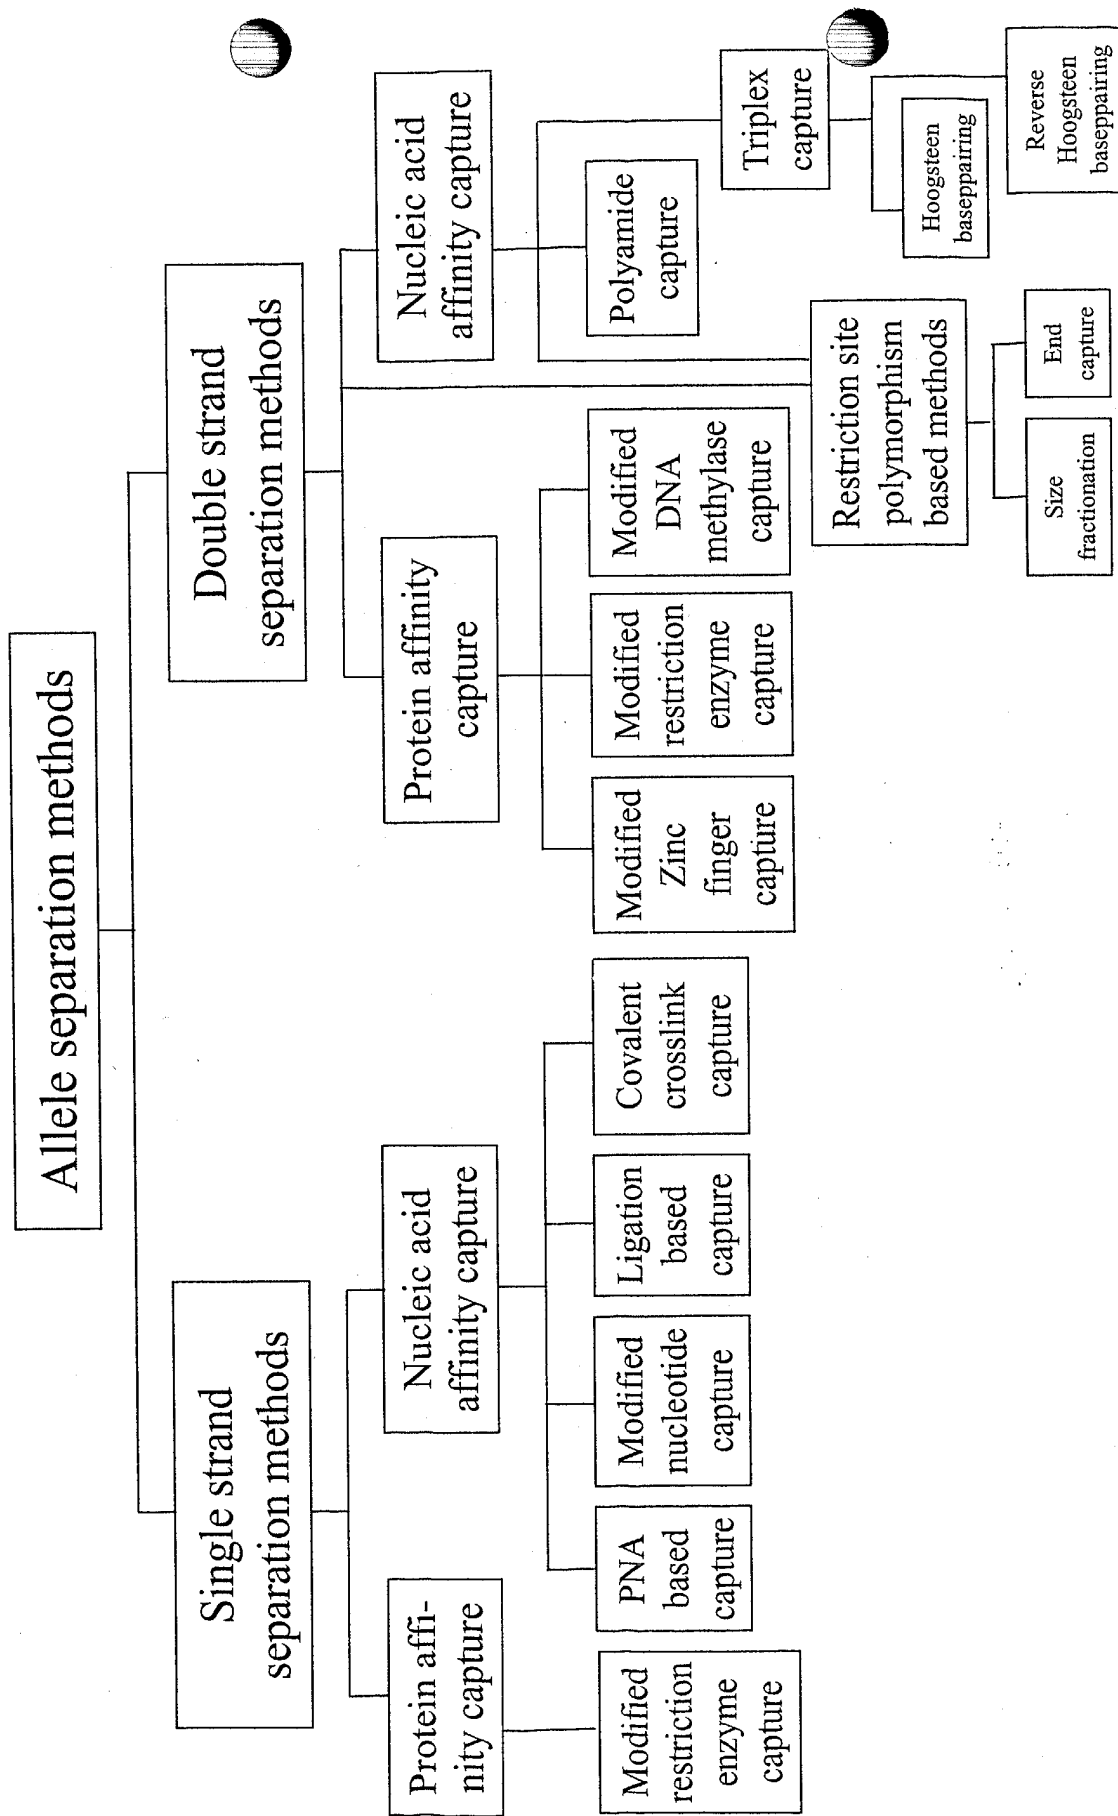 Allele separation methods
Single strand
separation methods
Double strand
separation methods
Protein affi-
nity capture
Nucleic acid
affinity capture
Protein affinity
capture
Nucleic acid
affinity capture
Modified
restriction
enzyme
capture
PNA
based
capture
Modified
nucleotide
capture
Ligation
based
capture
Covalent
crosslink
capture
Modified
Zinc
finger
capture
Modified
restriction
enzyme
capture
Modified
DNA
methylase
capture
Polyamide
capture
Triplex
capture
Restriction site
polymorphism
based methods
Hoogsteen
baseppairing
Reverse
Hoogsteen
baseppairing
Size
fractionation
End
capture